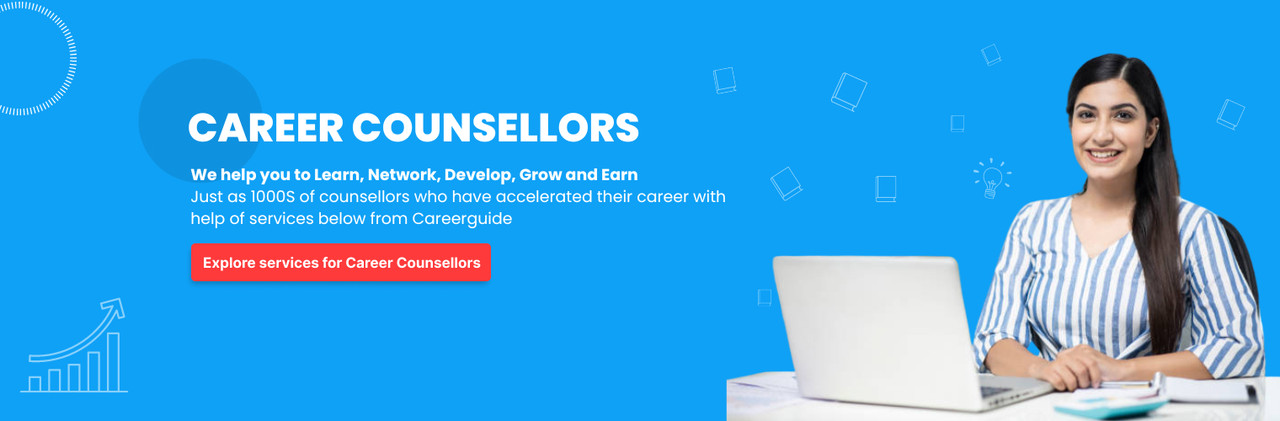 CAREER COUNSELLORS
We help you to Learn, Network, Develop, Grow and Earn
Just as 1000S of counsellors who have accelerated their career with
help of services below from Careerguide
Explore services for Career Counsellors